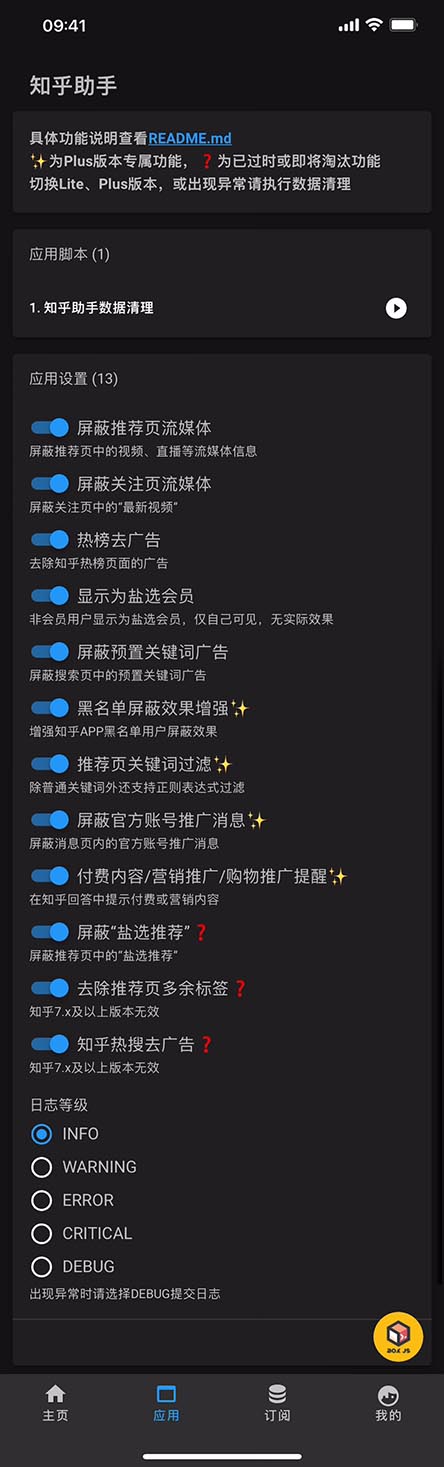 09:41
知乎助手
具体功能说明查看README.md
✨为Plus版本专属功能，❓为已过时或即将淘汰功能
切换Lite、Plus版本，或出现异常请执行数据清理
应用脚本 (1)
1. 知乎助手数据清理
应用设置 (13)
屏蔽推荐页流媒体
屏蔽推荐页中的视频、直播等流媒体信息
屏蔽关注页流媒体
屏蔽关注页中的“最新视频”
热榜去广告
去除知乎热榜页面的广告
显示为盐选会员
非会员用户显示为盐选会员，仅自己可见，无实际效果
屏蔽预置关键词广告
屏蔽搜索页中的预置关键词广告
黑名单屏蔽效果增强✨
增强知乎APP黑名单用户屏蔽效果
推荐页关键词过滤✨
除普通关键词外还支持正则表达式过滤
屏蔽官方账号推广消息✨
屏蔽消息页内的官方账号推广消息
付费内容/营销推广/购物推广提醒✨
在知乎回答中提示付费或营销内容
屏蔽“盐选推荐”❓
屏蔽推荐页中的“盐选推荐”
去除推荐页多余标签❓
知乎7.x及以上版本无效
知乎热搜去广告❓
知乎7.x及以上版本无效
日志等级
INFO
WARNING
ERROR
CRITICAL
DEBUG
出现异常时请选择DEBUG提交日志
BOX JS
主页
应用
订阅
我的